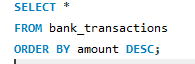 SELECT *
FROM bank_transactions
ORDER BY amount DESC;